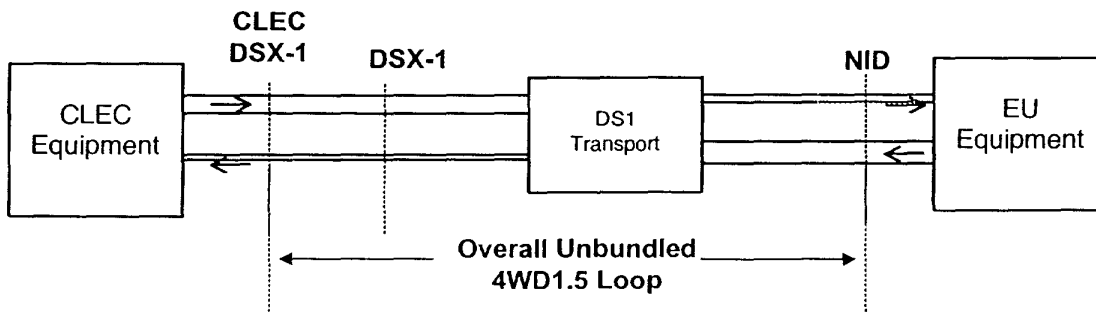 CLEC
DSX-1
DSX-1
NID
CLEC
Equipment
DS1
Transport
EU
Equipment
Overall Unbundled
4WD1.5 Loop